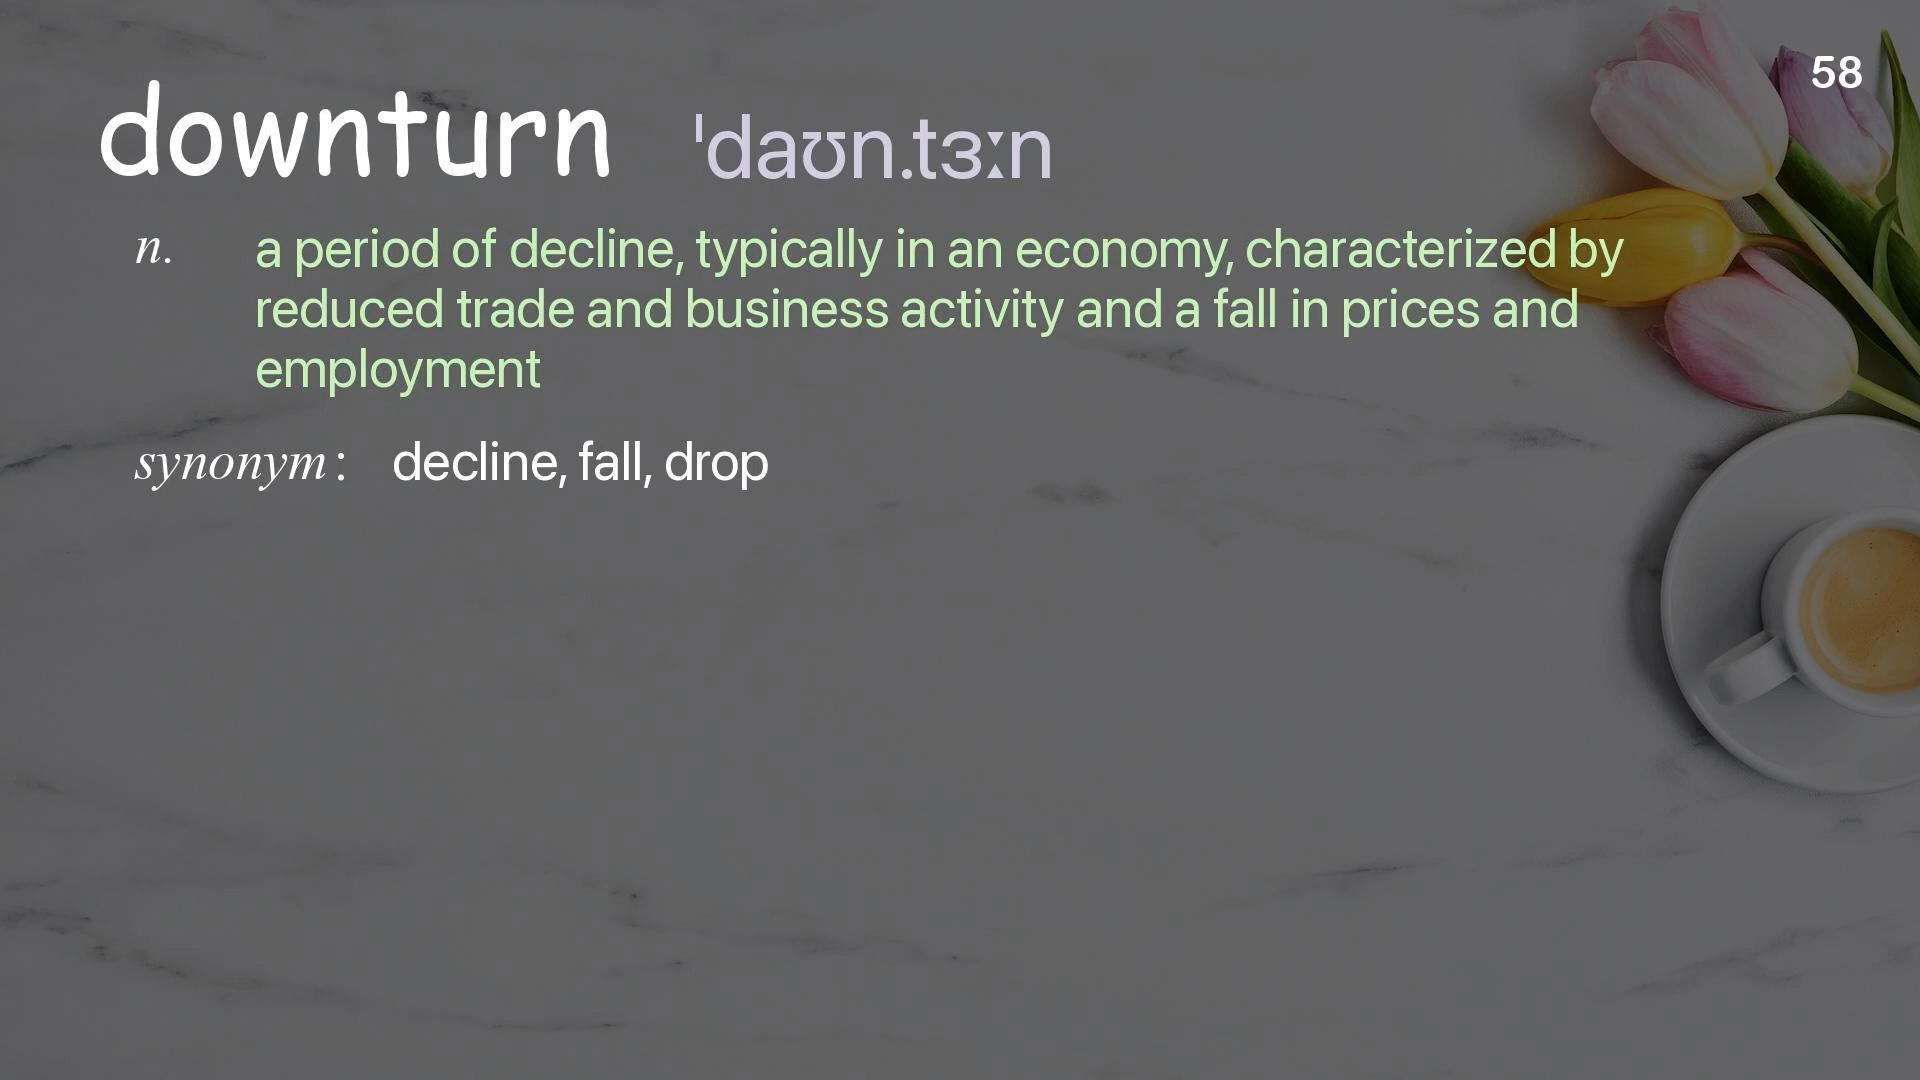 58
downturn ˈdaʊn.tɜːn
n. a period of decline, typically in an economy, characterized by
reduced trade and business activity and a fall in prices and
employment
synonym : decline, fall, drop